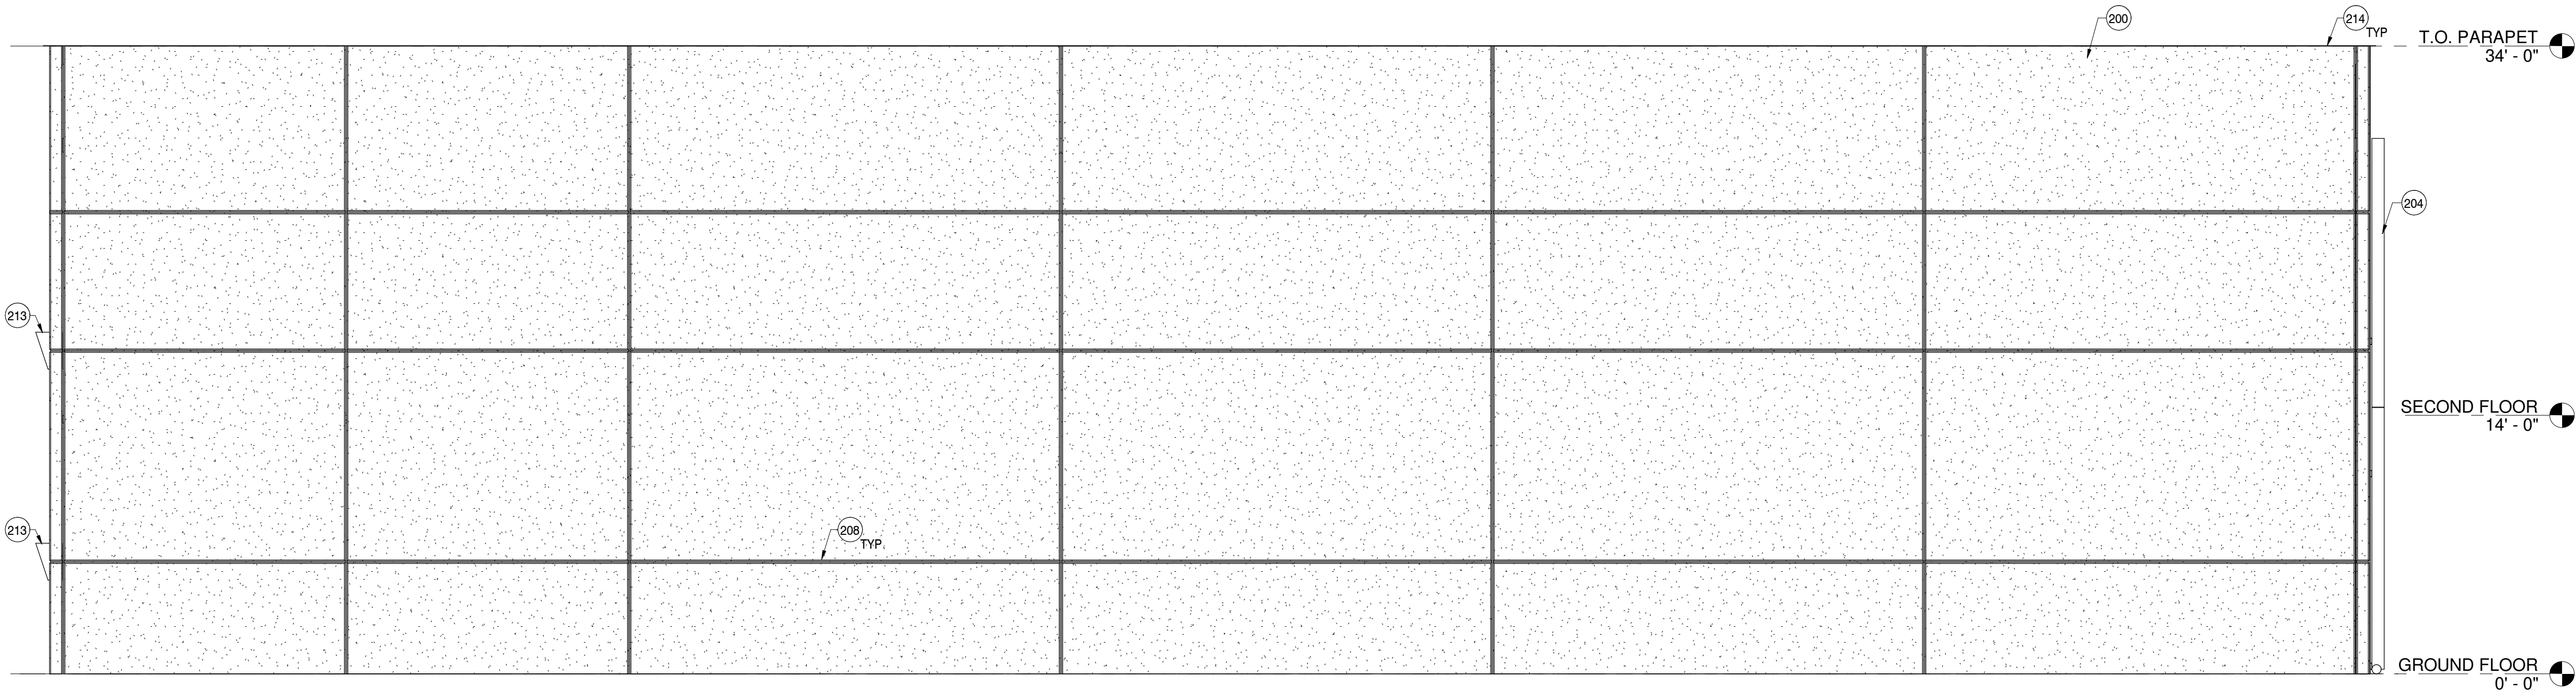 200
214
TYP
T.O. PARAPET
34' - 0"
204
213
SECOND FLOOR
14' - 0"
213
208
TYP
GROUND FLOOR
0' - 0"